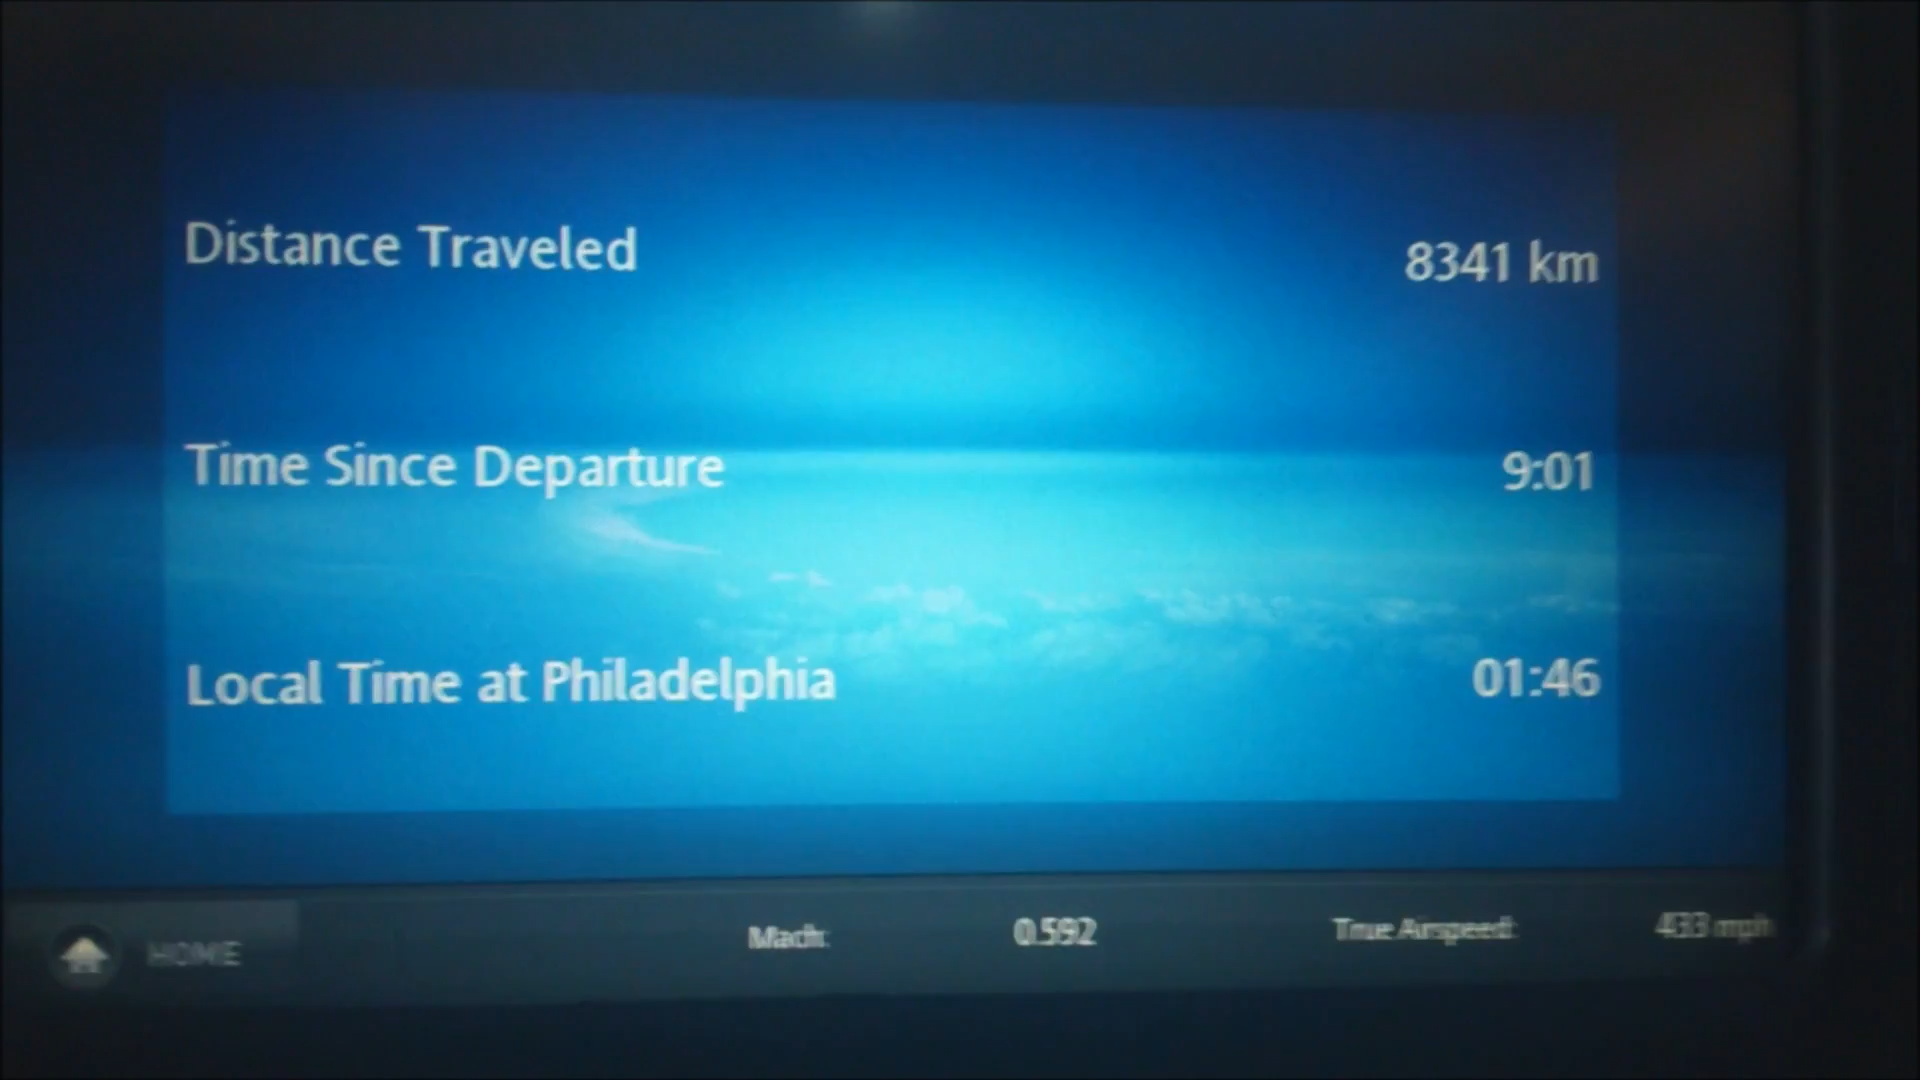 Distance Traveled 8341 km
Time Since Departure 9:01
Local Time at Philadelphia 01:46
HOME Mach: 0.592 True Airspeed: 433 mph